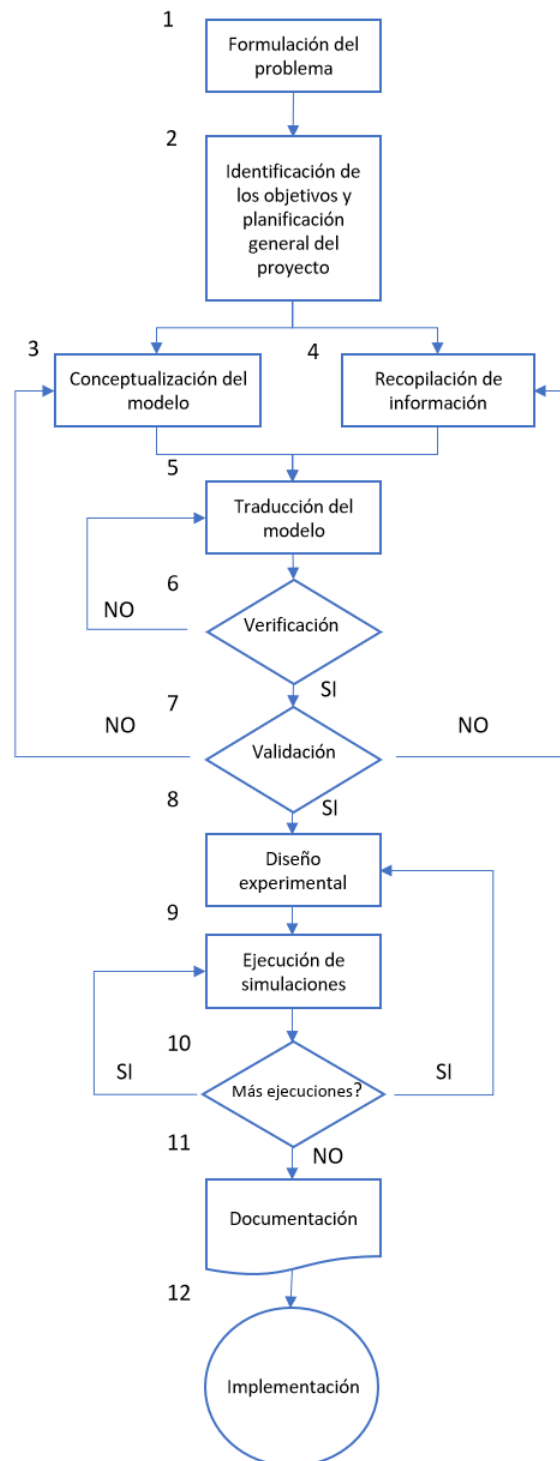 1
Formulación del
problema
2
Identificación de
los objetivos y
planificación
general del
proyecto
3
Conceptualización del
modelo
4
Recopilación de
información
5
Traducción del
modelo
6
Verificación
NO
SI
7
Validación
NO
NO
SI
8
Diseño
experimental
9
Ejecución de
simulaciones
10
Más ejecuciones?
SI
SI
NO
11
Documentación
12
Implementación